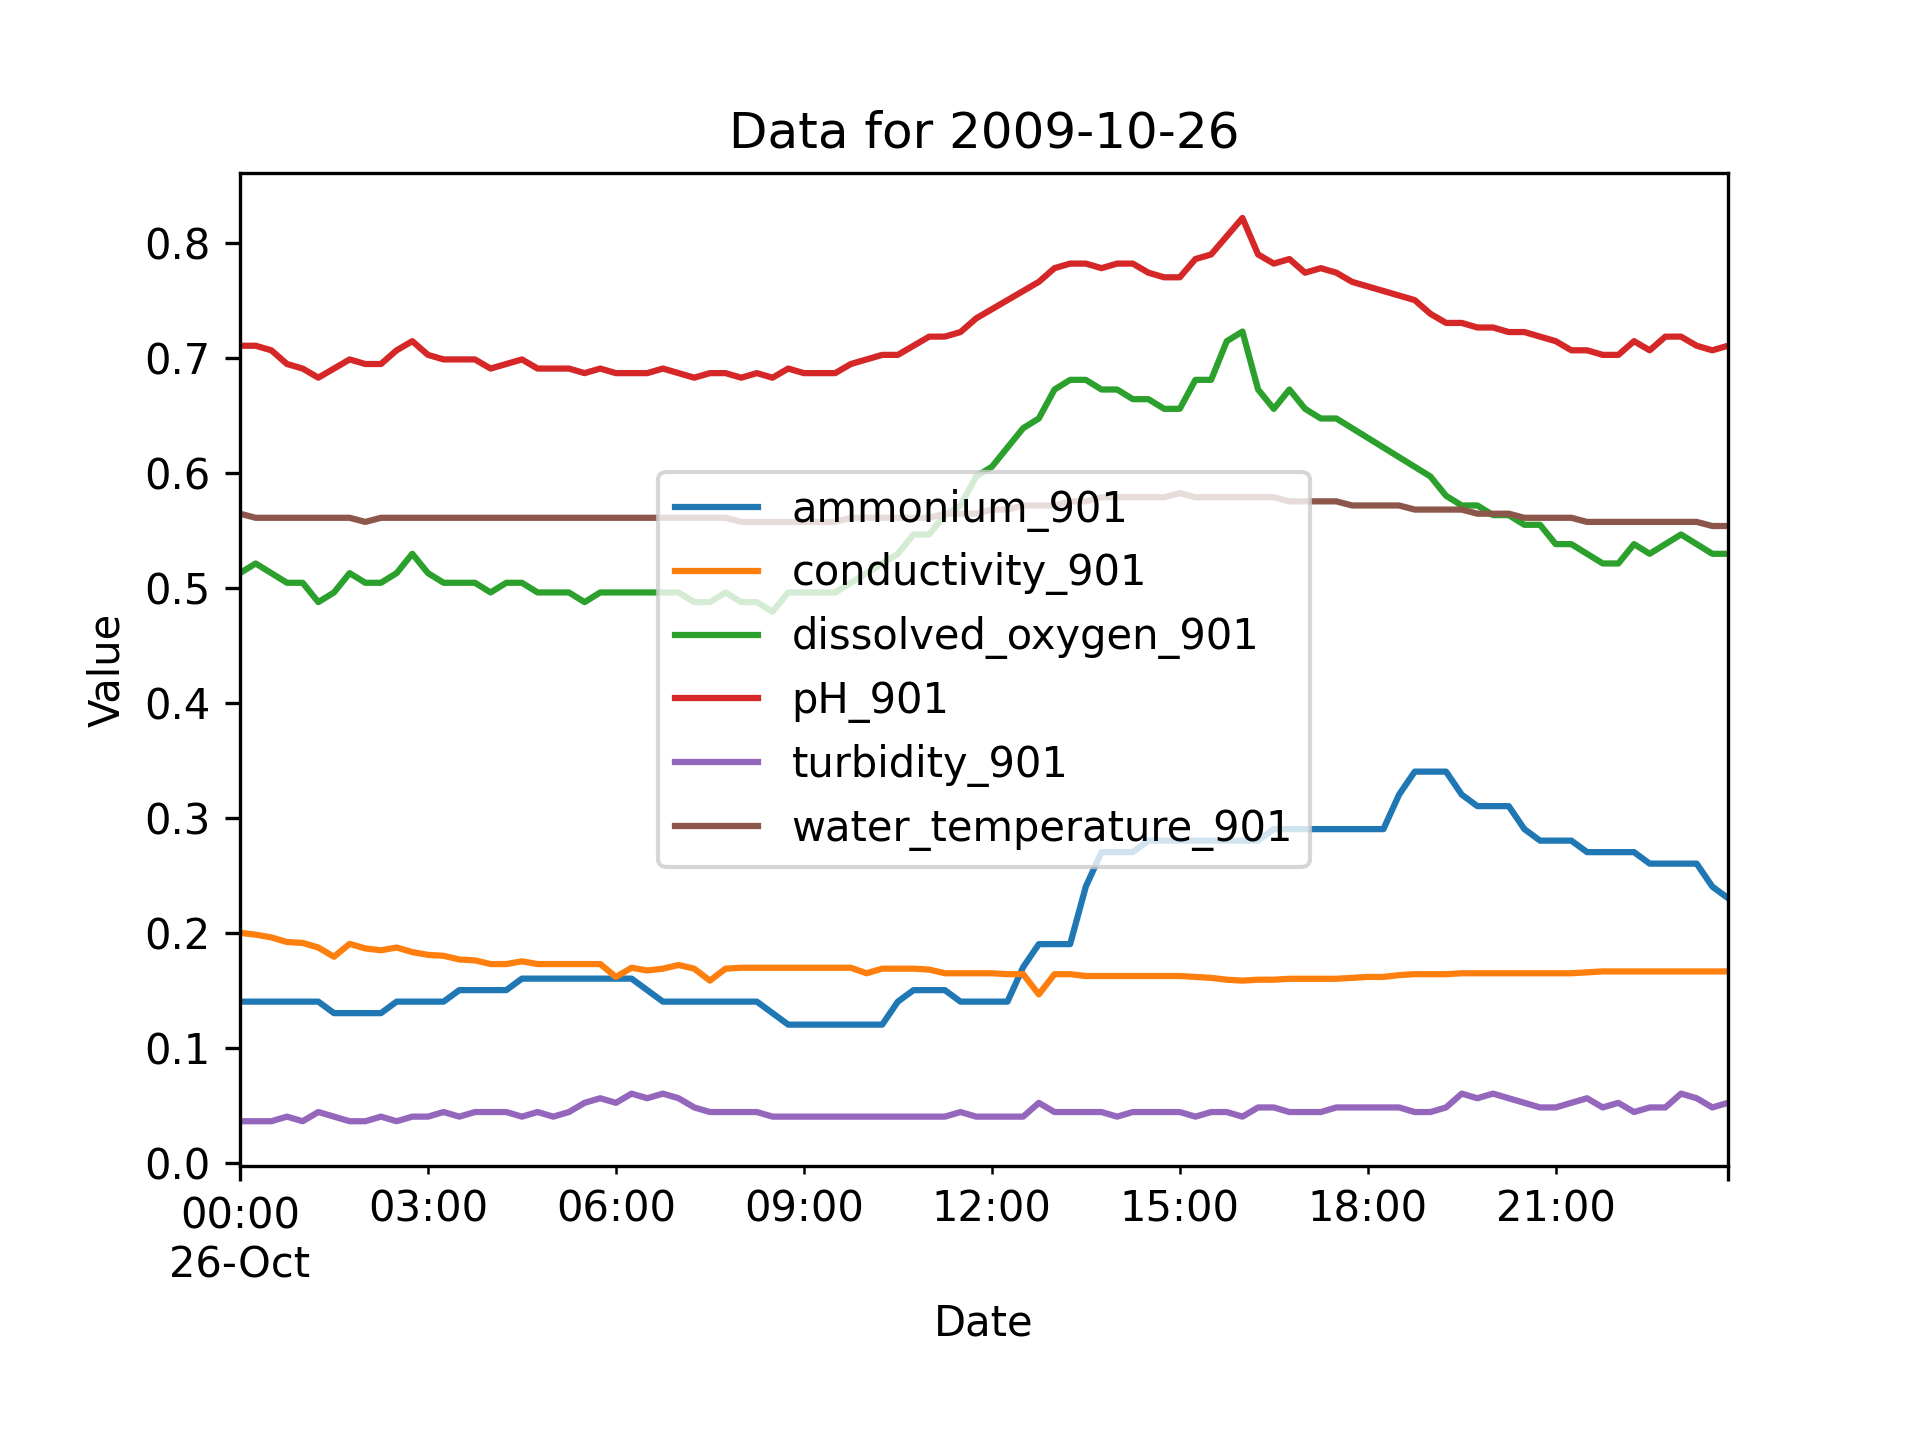 Data for 2009-10-26
Value
0.8
0.7
0.6
0.5
0.4
0.3
0.2
0.1
0.0
ammonium_901
conductivity_901
dissolved_oxygen_901
pH_901
turbidity_901
water_temperature_901
00:00 03:00 06:00 09:00 12:00 15:00 18:00 21:00
26-Oct
Date